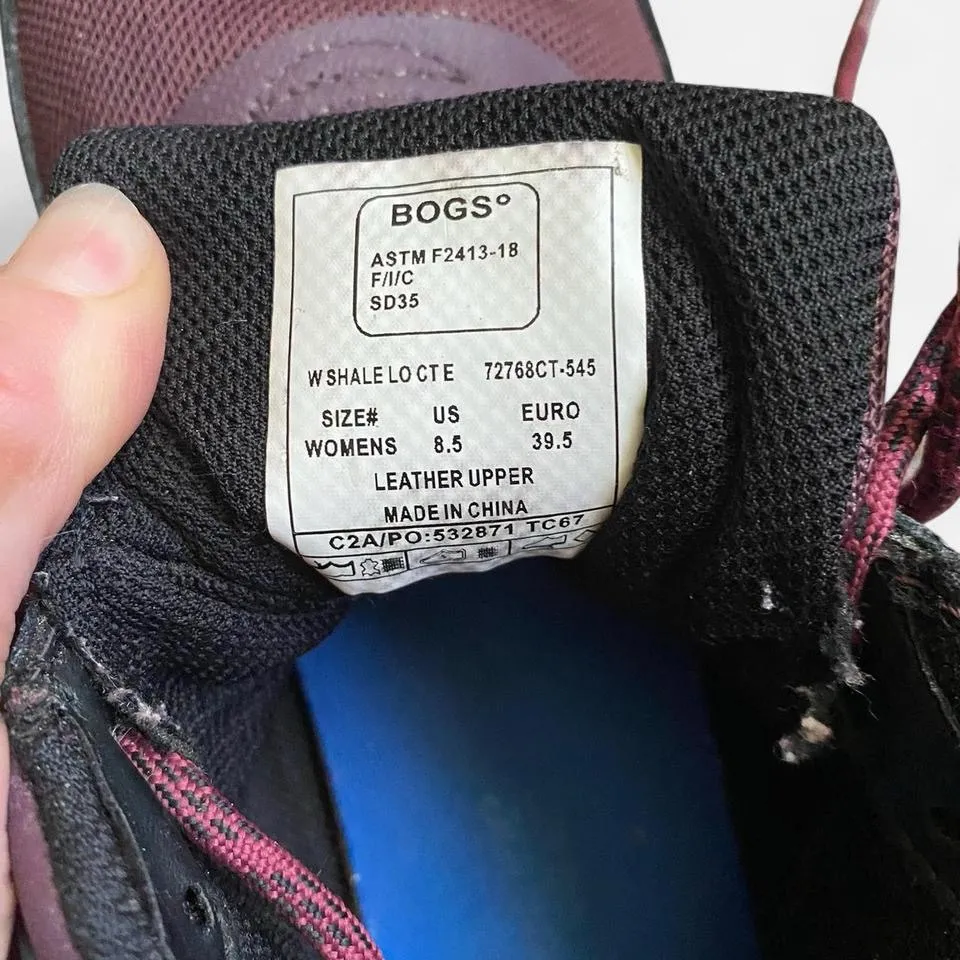 BOGS°
ASTM F2413-18
F/I/C
SD35
W SHALE LO CT E 72768CT-545
SIZE# US EURO
WOMENS 8.5 39.5
LEATHER UPPER
MADE IN CHINA
C2A/PO:532871 TC67